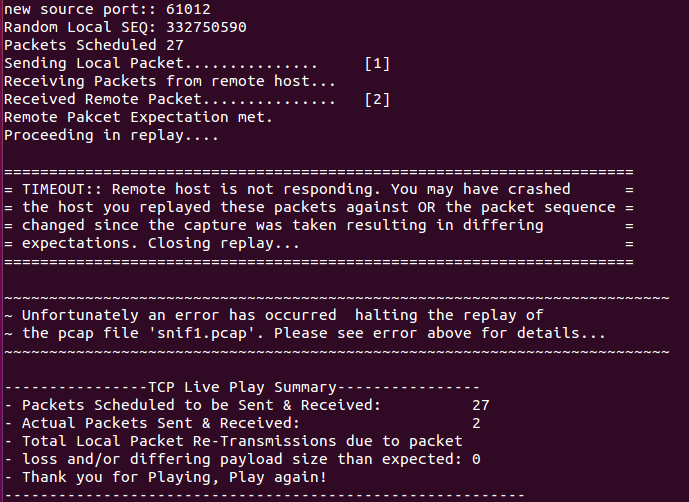 new source port:: 61012
Random Local SEQ: 332750590
Packets Scheduled 27
Sending Local Packet...............     [1]
Receiving Packets from remote host...
Received Remote Packet...............   [2]
Remote Pakcet Expectation met.
Proceeding in replay....
======================================================================
= TIMEOUT:: Remote host is not responding. You may have crashed      =
= the host you replayed these packets against OR the packet sequence =
= changed since the capture was taken resulting in differing         =
= expectations. Closing replay...                                    =
======================================================================
~~~~~~~~~~~~~~~~~~~~~~~~~~~~~~~~~~~~~~~~~~~~~~~~~~~~~~~~~~~~~~~~~~~~~~~~~~
~ Unfortunately an error has occurred  halting the replay of
~ the pcap file 'snif1.pcap'. Please see error above for details...
~~~~~~~~~~~~~~~~~~~~~~~~~~~~~~~~~~~~~~~~~~~~~~~~~~~~~~~~~~~~~~~~~~~~~~~~~~
----------------TCP Live Play Summary----------------
- Packets Scheduled to be Sent & Received:          27
- Actual Packets Sent & Received:                   2
- Total Local Packet Re-Transmissions due to packet
- loss and/or differing payload size than expected: 0
- Thank you for Playing, Play again!
----------------------------------------------------------